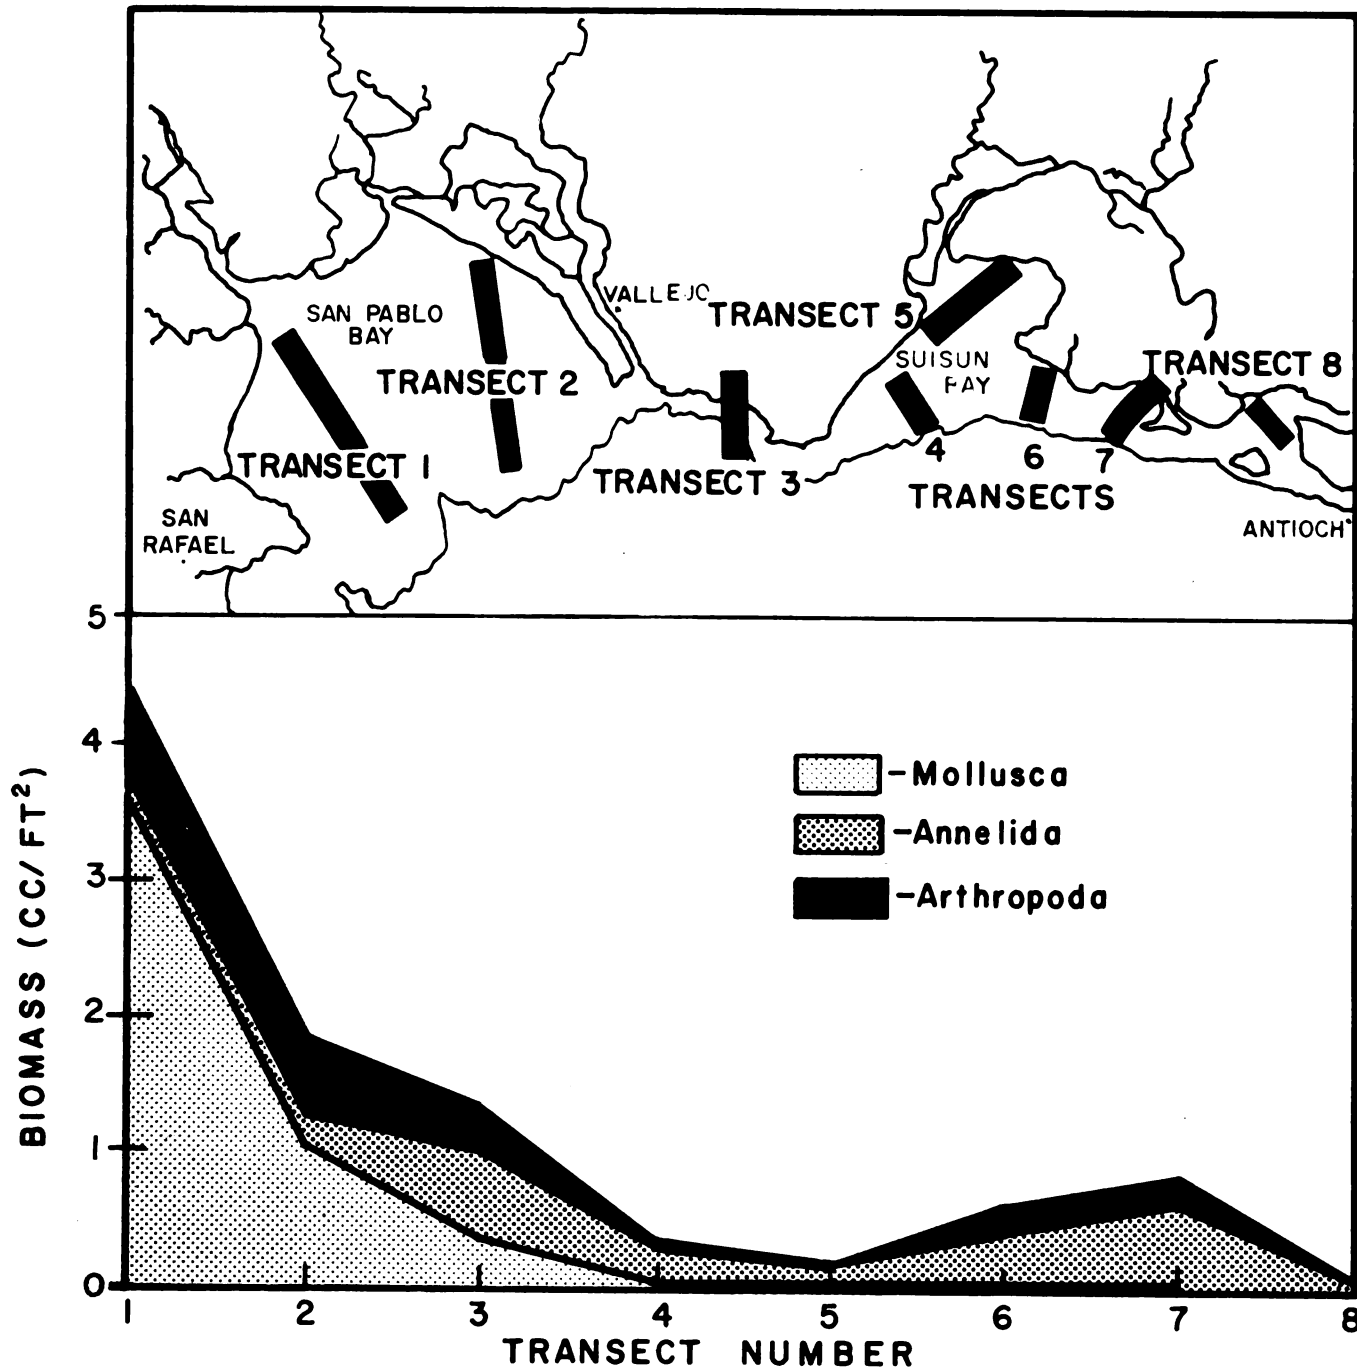 VALLEJO
SAN PABLO
BAY
TRANSECT 5
SUISUN
BAY
TRANSECT 8
TRANSECT 2
TRANSECT 1
TRANSECT 3
4
6
7
TRANSECTS
SAN
RAFAEL
ANTIOCH
5
4
3
2
1
0
BIOMASS (CC/FT²)
-Mollusca
-Annelida
-Arthropoda
1 2 3 4 5 6 7 8
TRANSECT NUMBER